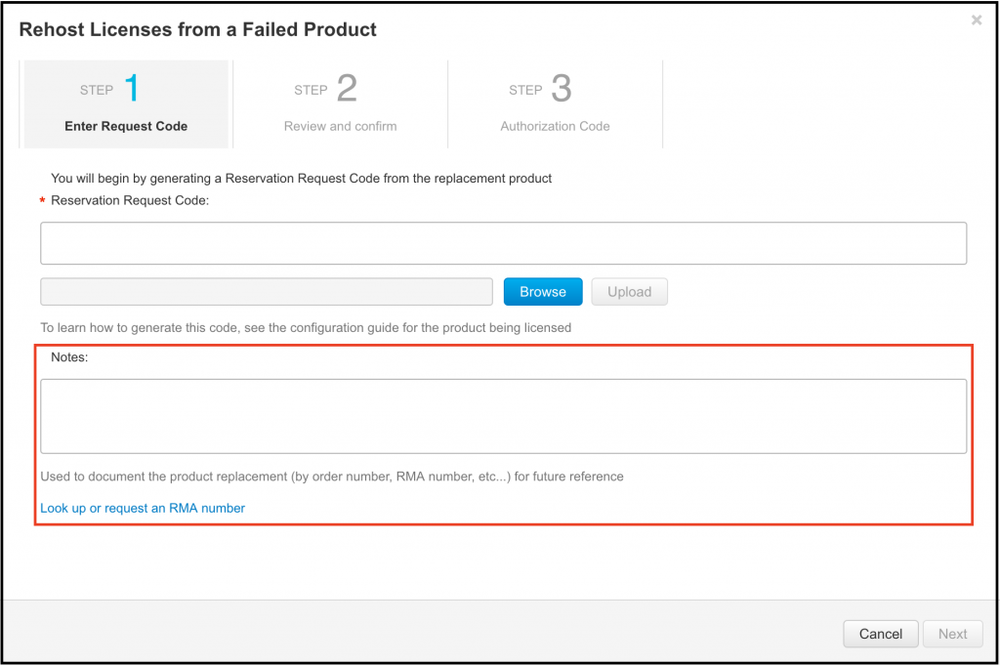 Rehost Licenses from a Failed Product
×
STEP 1
Enter Request Code
STEP 2
Review and confirm
STEP 3
Authorization Code
You will begin by generating a Reservation Request Code from the replacement product
* Reservation Request Code:
Browse
Upload
To learn how to generate this code, see the configuration guide for the product being licensed
Notes:
Used to document the product replacement (by order number, RMA number, etc...) for future reference
Look up or request an RMA number
Cancel
Next